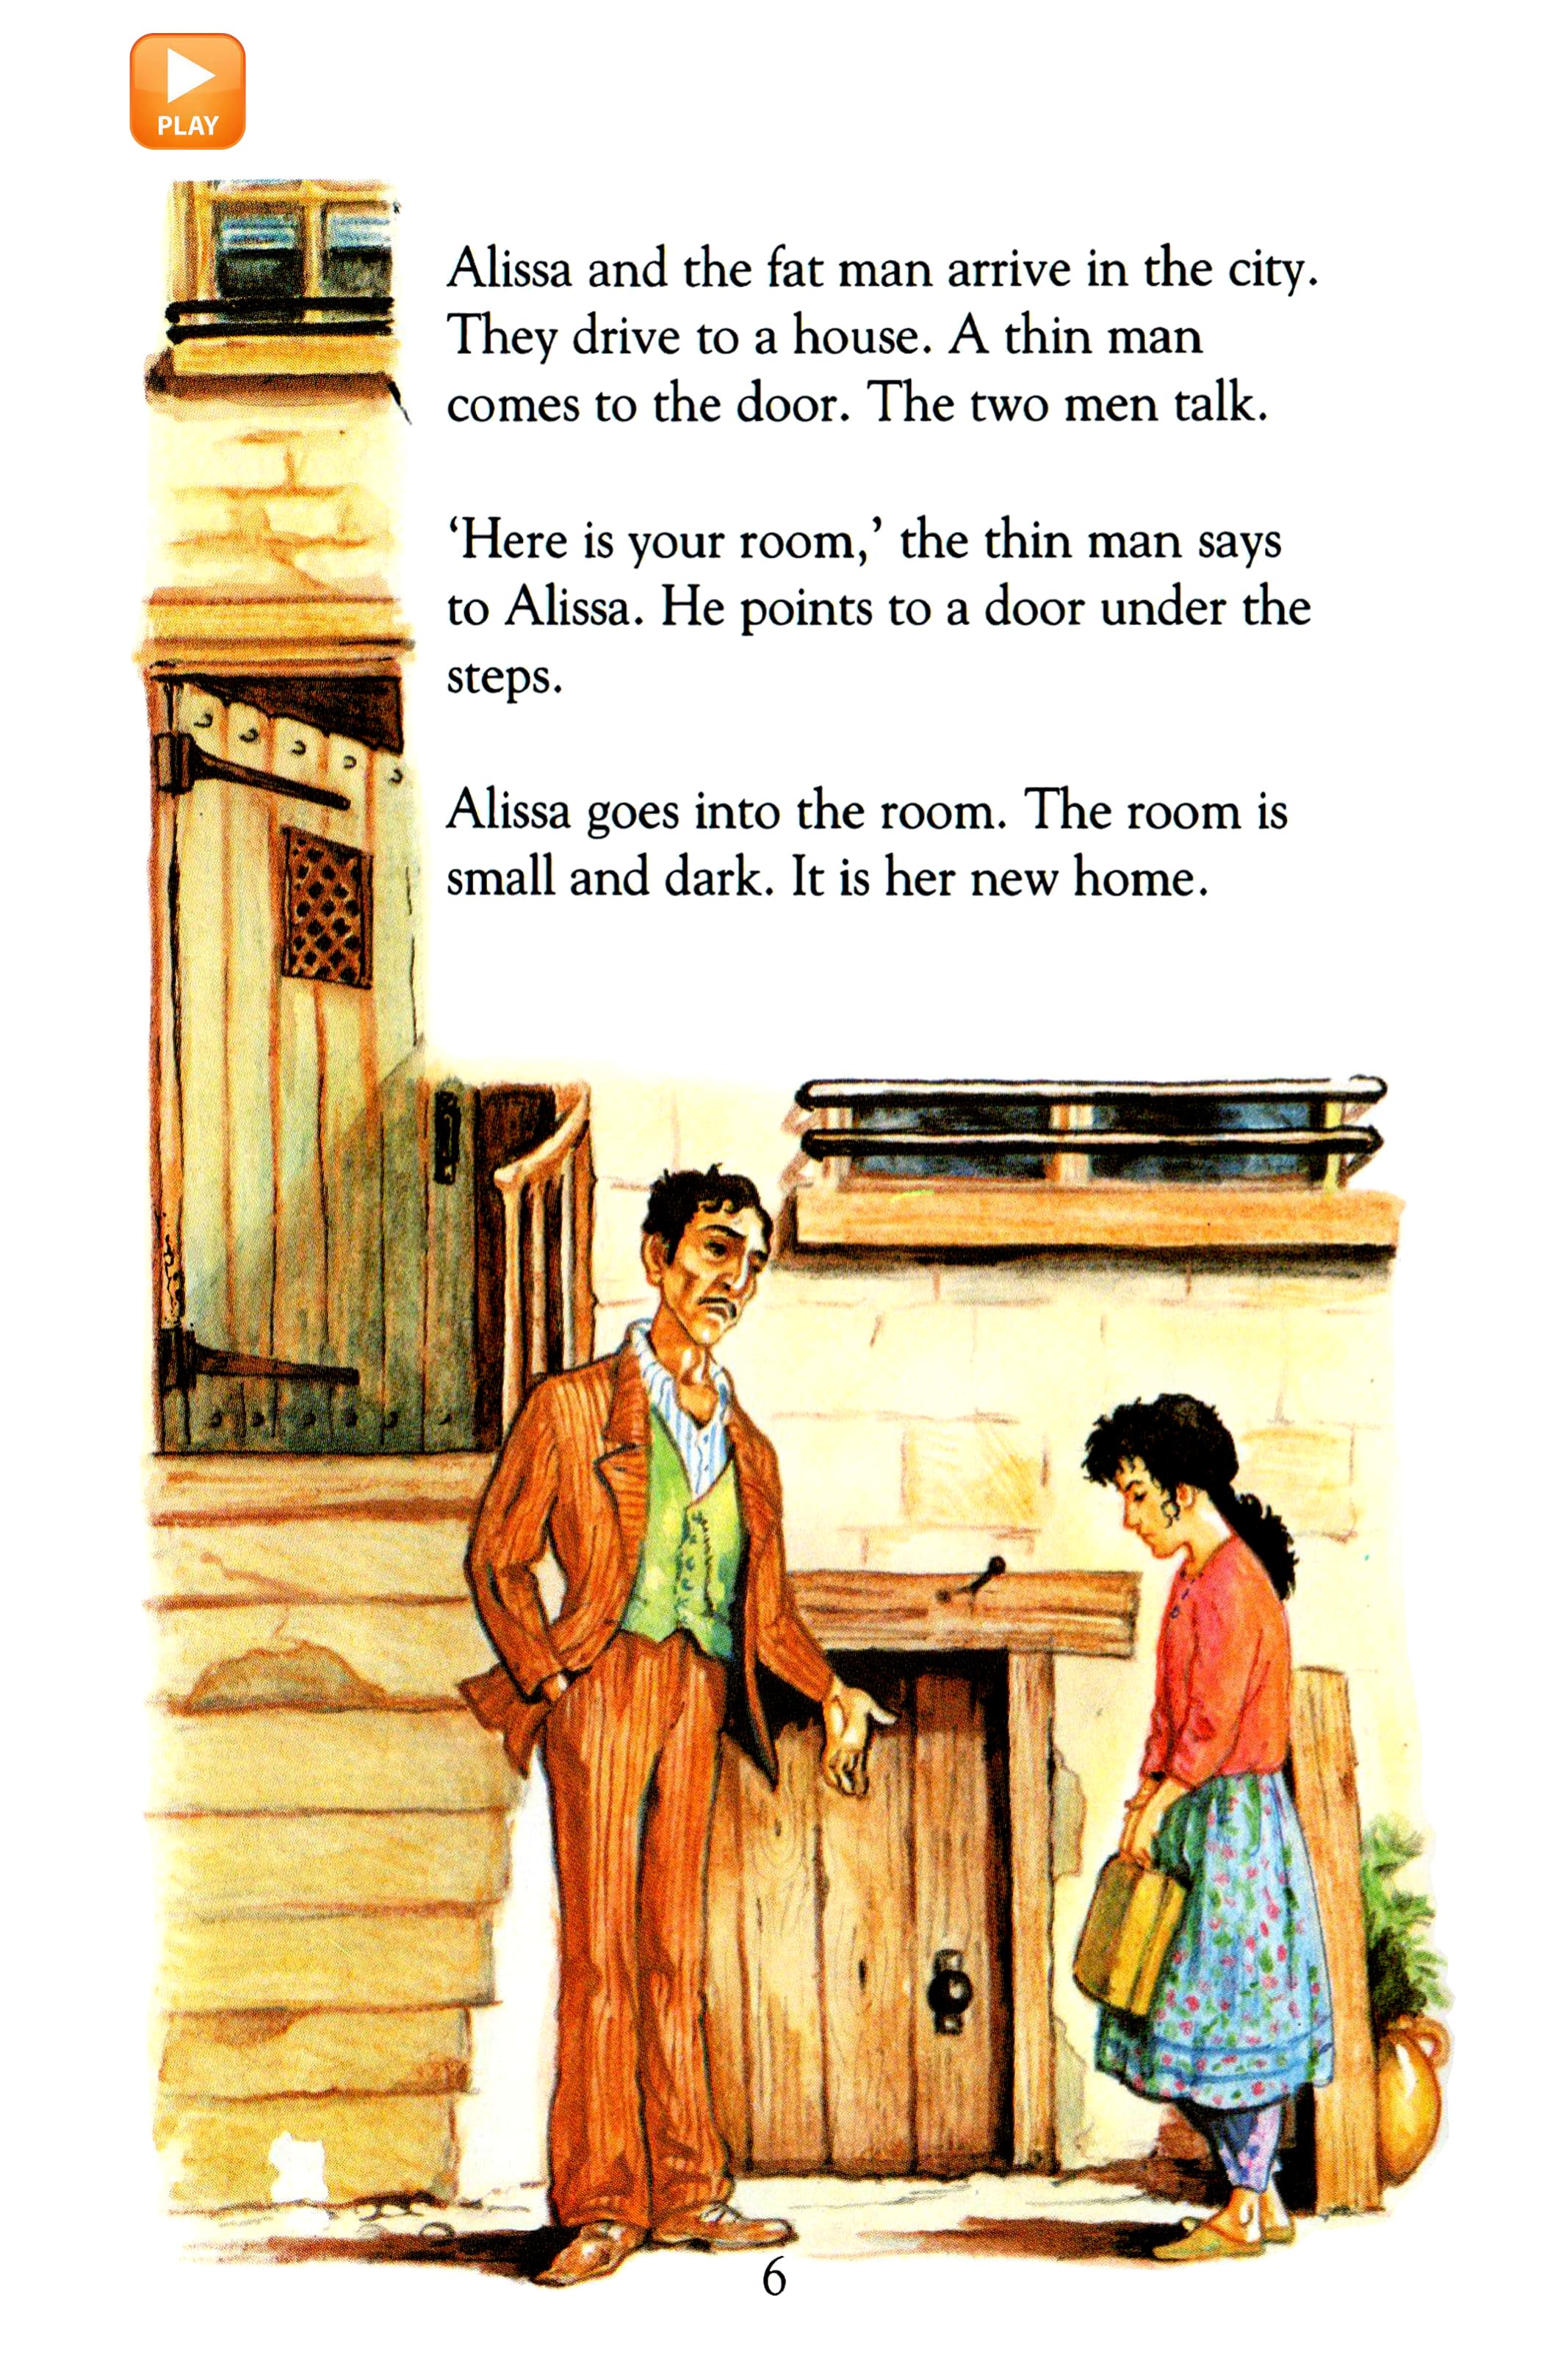 PLAY
Alissa and the fat man arrive in the city.
They drive to a house. A thin man
comes to the door. The two men talk.
‘Here is your room,’ the thin man says
to Alissa. He points to a door under the
steps.
Alissa goes into the room. The room is
small and dark. It is her new home.
6